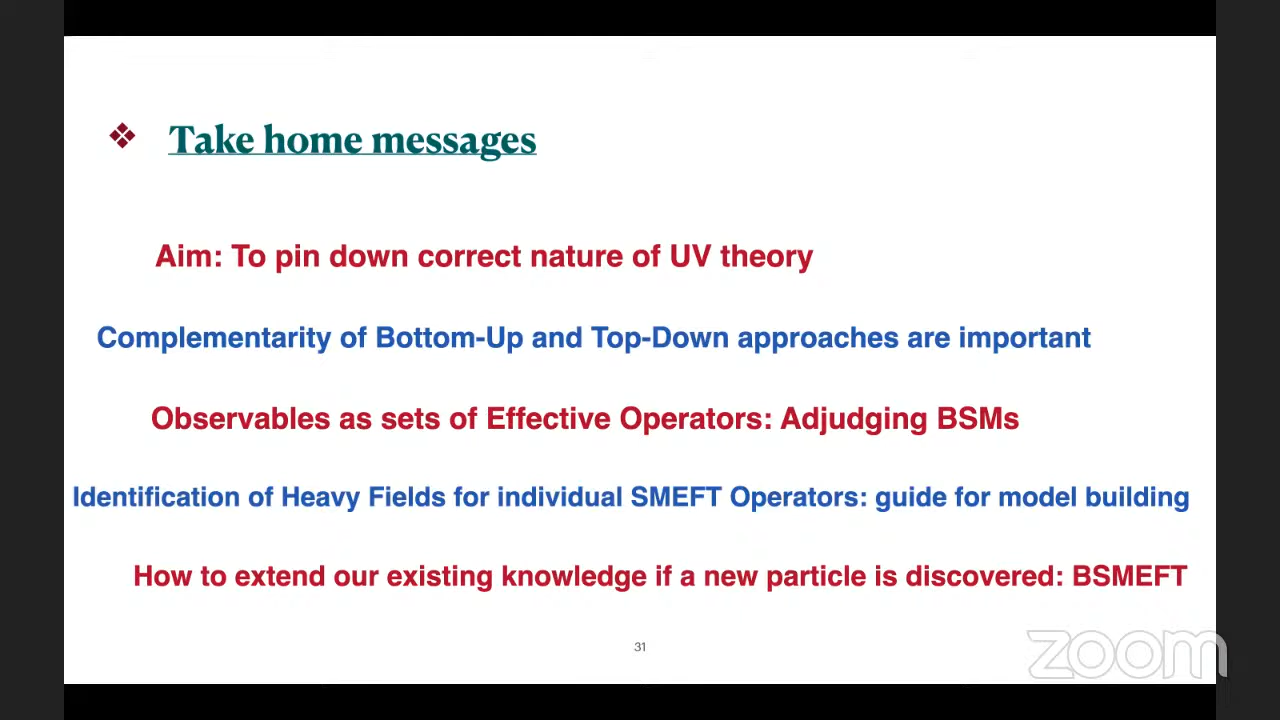 ❖ Take home messages
Aim: To pin down correct nature of UV theory
Complementarity of Bottom-Up and Top-Down approaches are important
Observables as sets of Effective Operators: Adjudging BSMs
Identification of Heavy Fields for individual SMEFT Operators: guide for model building
How to extend our existing knowledge if a new particle is discovered: BSMEFT
31
zoom